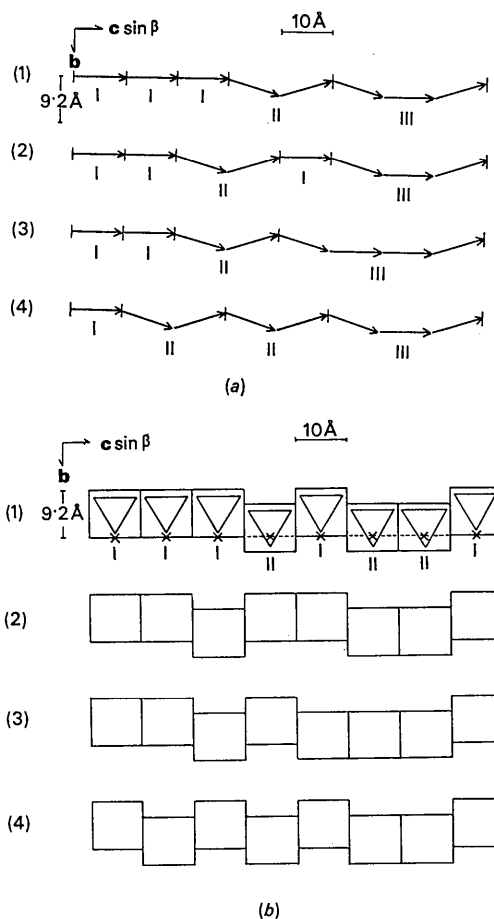 10Å
c sin β
b
(1)
9·2Å
I I I II III
(2)
I I II I III
(3)
I I II III
(4)
I II II III
(a)
10Å
c sin β
b
(1)
9·2Å
I I I II I II II I
(2)
(3)
(4)
(b)